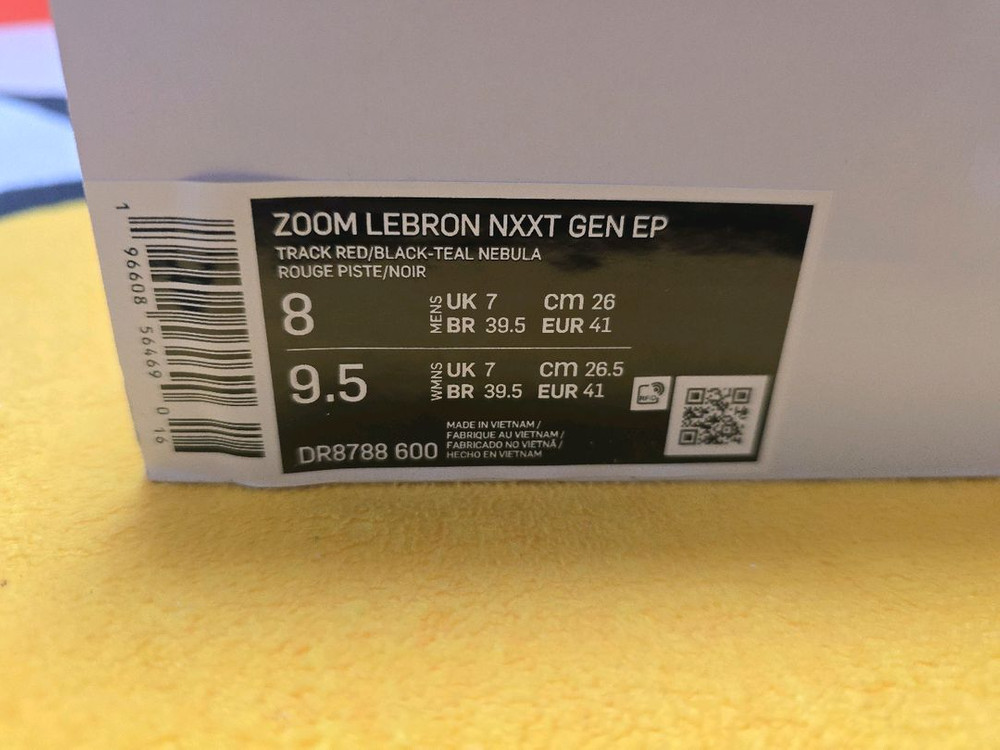 ZOOM LEBRON NXXT GEN EP
TRACK RED/BLACK-TEAL NEBULA
ROUGE PISTE/NOIR
8 MENS UK 7 cm 26
BR 39.5 EUR 41
9.5 WMNS UK 7 cm 26.5
BR 39.5 EUR 41
RFID
DR8788 600
MADE IN VIETNAM /
FABRIQUE AU VIETNAM /
FABRICADO NO VIETNÃ /
HECHO EN VIETNAM
1 96608 56469 0 16